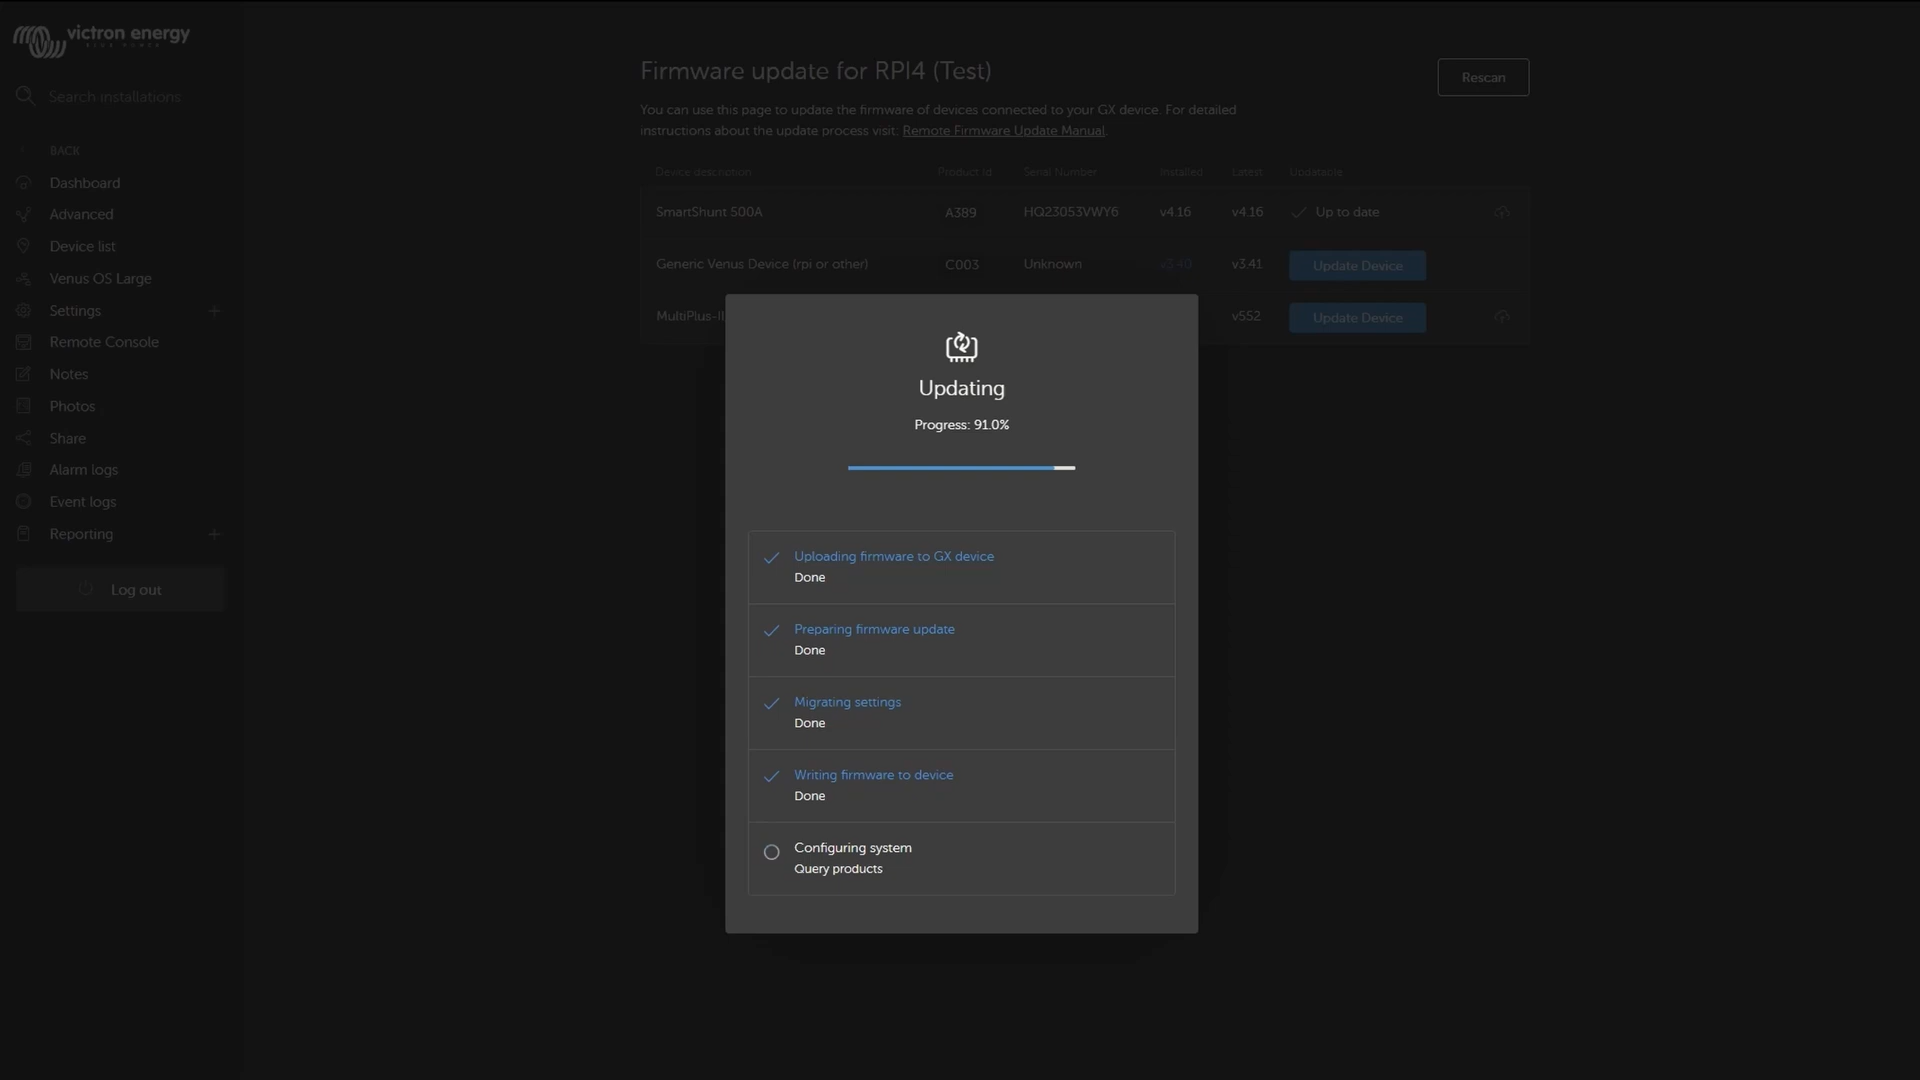 victron energy
BLUE POWER
Search installations
BACK
Dashboard
Advanced
Device list
Venus OS Large
Settings
Remote Console
Notes
Photos
Share
Alarm logs
Event logs
Reporting
Log out
Firmware update for RPI4 (Test)
Rescan
You can use this page to update the firmware of devices connected to your GX device. For detailed
instructions about the update process visit: Remote Firmware Update Manual.
Device description Product Id Serial Number Installed Latest Updatable
SmartShunt 500A A389 HQ23053VWY6 v4.16 v4.16 Up to date
Generic Venus Device (rpi or other) C003 Unknown v3.40 v3.41 Update Device
MultiPlus-II v552 Update Device
Updating
Progress: 91.0%
Uploading firmware to GX device
Done
Preparing firmware update
Done
Migrating settings
Done
Writing firmware to device
Done
Configuring system
Query products